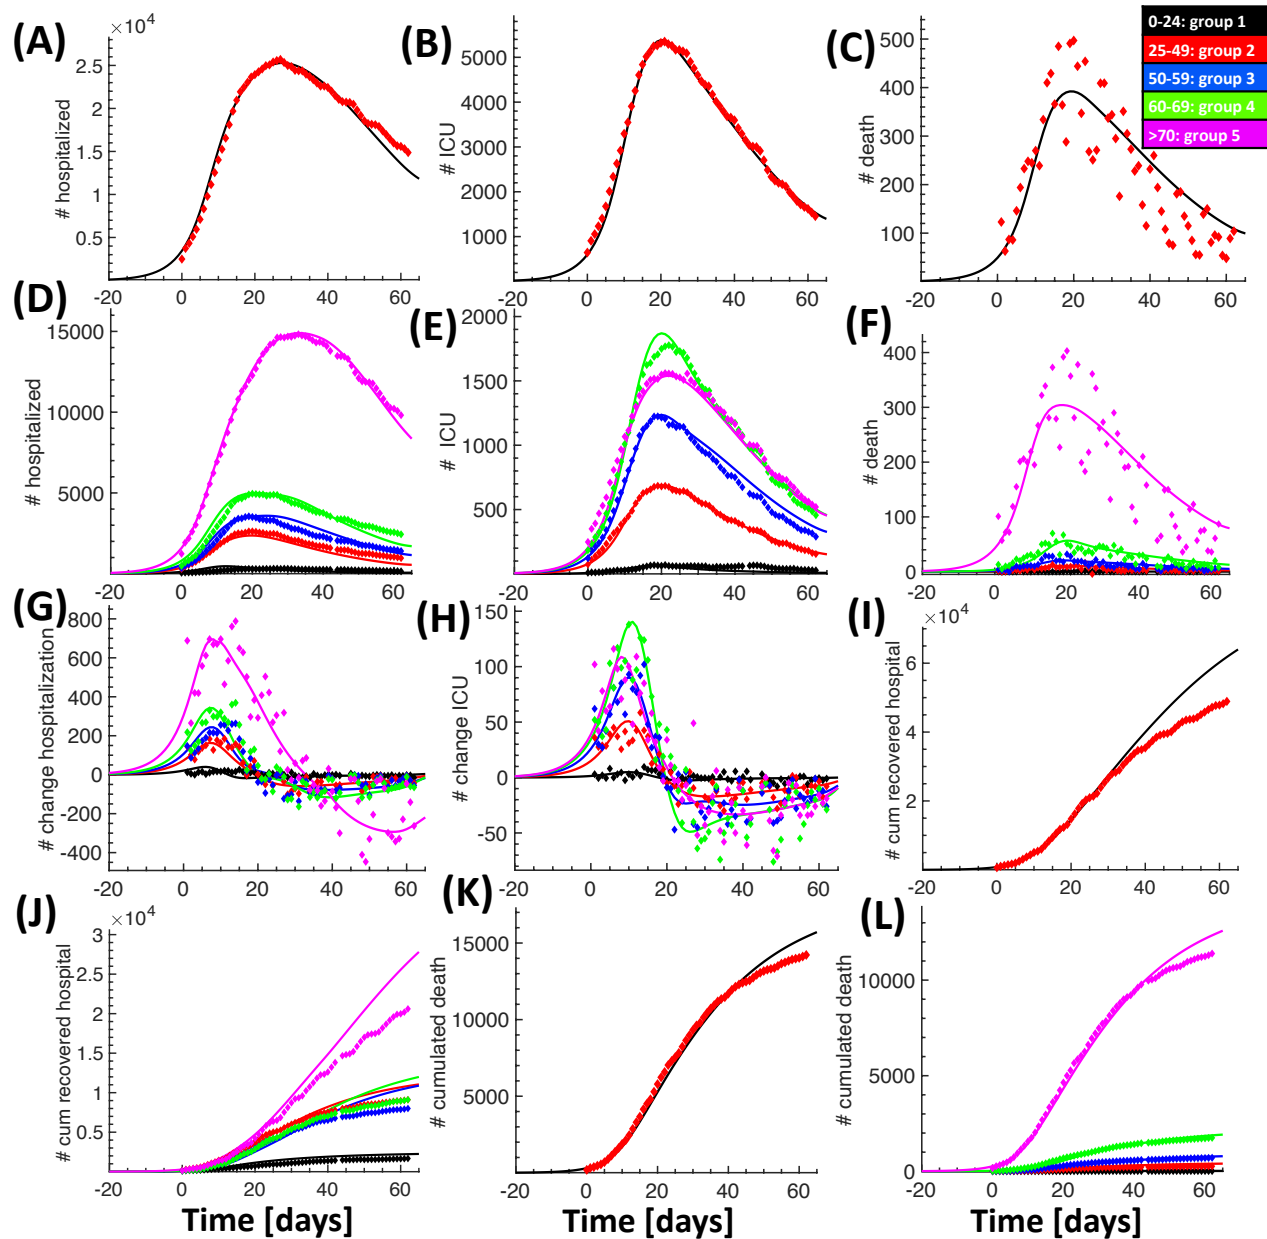 (A)
×10⁴
# hospitalized
2.5
2
1.5
1
0.5
-20 0 20 40 60
(B)
# ICU
5000
4000
3000
2000
1000
-20 0 20 40 60
(C)
# death
500
400
300
200
100
-20 0 20 40 60
0-24: group 1
25-49: group 2
50-59: group 3
60-69: group 4
>70: group 5
(D)
# hospitalized
15000
10000
5000
0
-20 0 20 40 60
(E)
# ICU
2000
1500
1000
500
0
-20 0 20 40 60
(F)
# death
400
300
200
100
0
-20 0 20 40 60
(G)
# change hospitalization
800
600
400
200
0
-200
-400
-20 0 20 40 60
(H)
# change ICU
150
100
50
0
-50
-20 0 20 40 60
(I)
×10⁴
# cum recovered hospital
6
4
2
-20 0 20 40 60
(J)
×10⁴
# cum recovered hospital
3
2.5
2
1.5
1
0.5
-20 0 20 40 60
Time [days]
(K)
# cumulated death
15000
10000
5000
-20 0 20 40 60
Time [days]
(L)
# cumulated death
10000
5000
0
-20 0 20 40 60
Time [days]